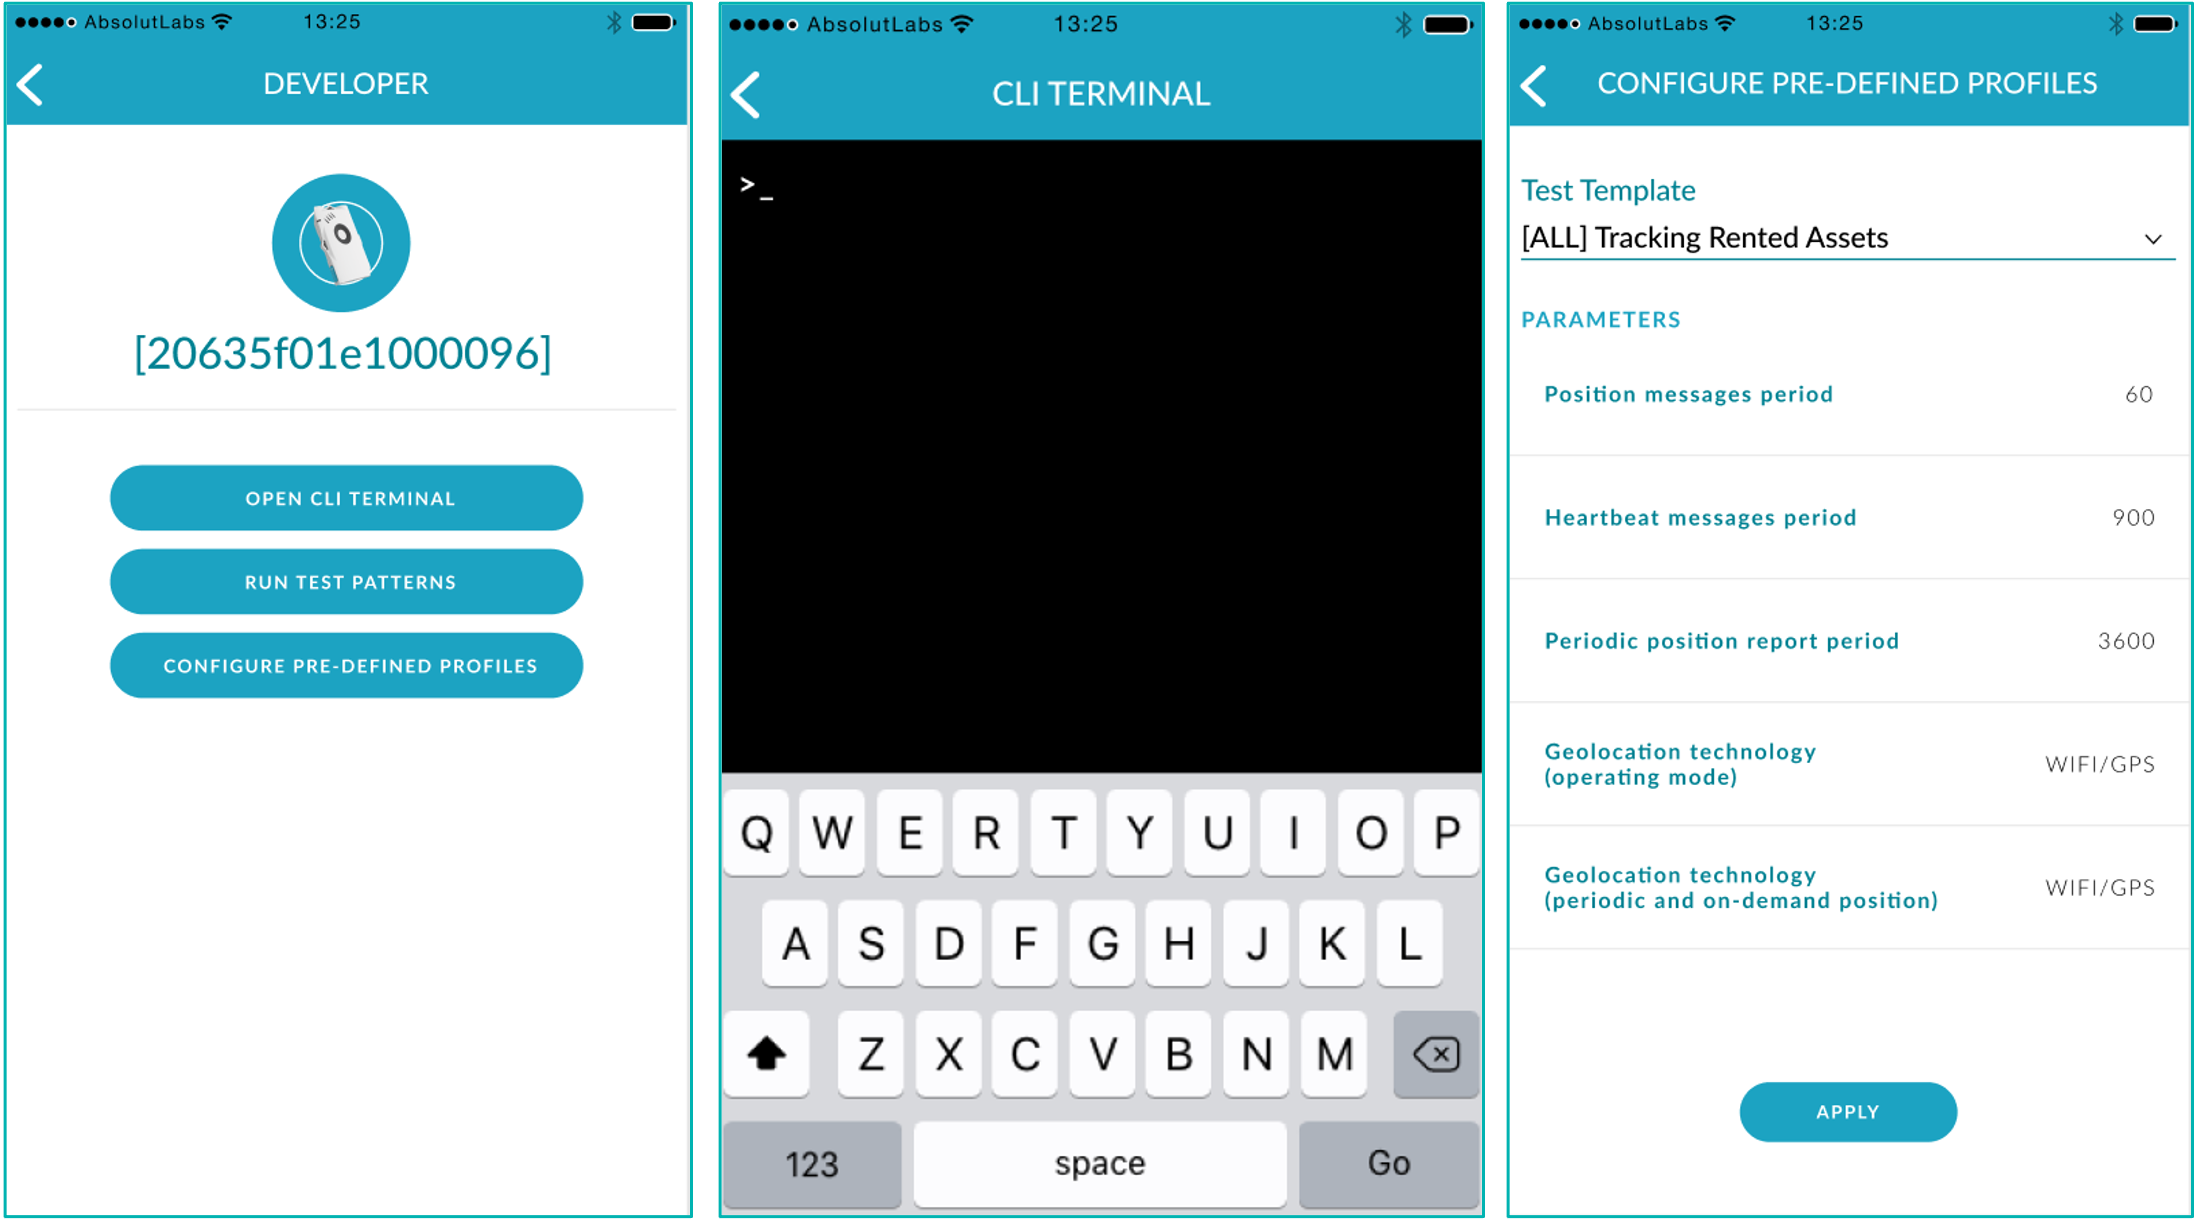 AbsolutLabs 13:25
DEVELOPER
[20635f01e1000096]
OPEN CLI TERMINAL
RUN TEST PATTERNS
CONFIGURE PRE-DEFINED PROFILES
AbsolutLabs 13:25
CLI TERMINAL
>_
Q W E R T Y U I O P
A S D F G H J K L
Z X C V B N M
123 space Go
AbsolutLabs 13:25
CONFIGURE PRE-DEFINED PROFILES
Test Template
[ALL] Tracking Rented Assets
PARAMETERS
Position messages period 60
Heartbeat messages period 900
Periodic position report period 3600
Geolocation technology
(operating mode) WIFI/GPS
Geolocation technology
(periodic and on-demand position) WIFI/GPS
APPLY